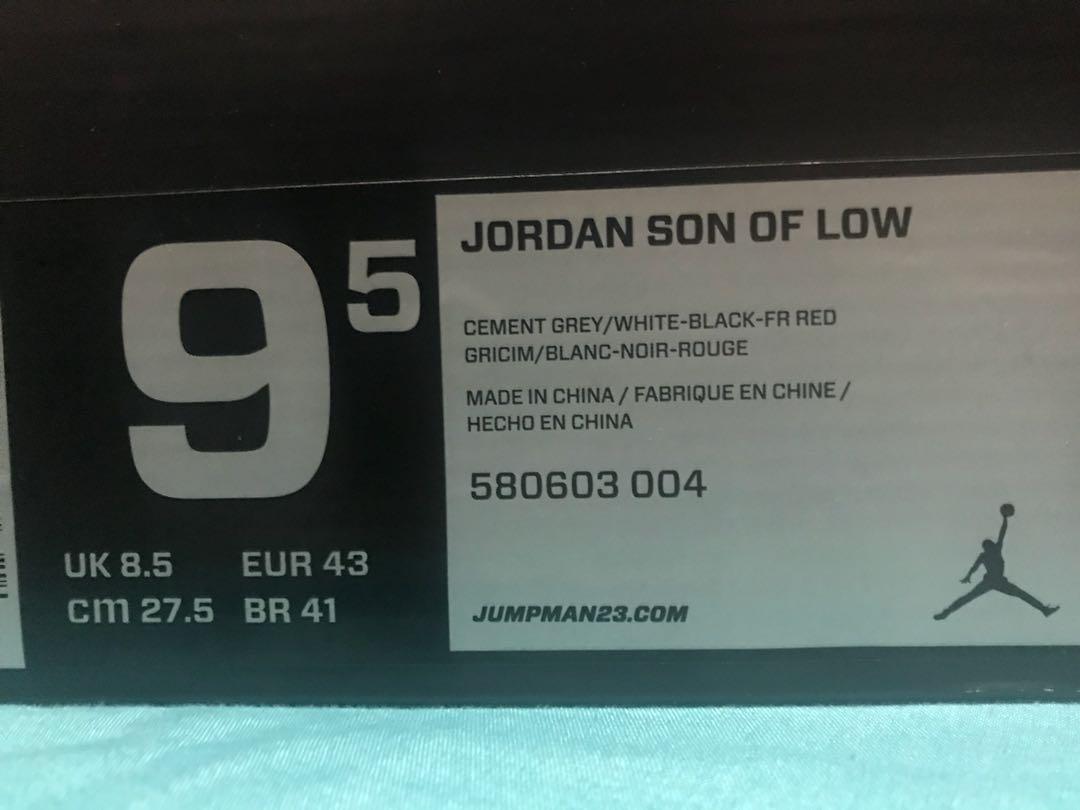 9.5
UK 8.5 EUR 43
cm 27.5 BR 41
JORDAN SON OF LOW
CEMENT GREY/WHITE-BLACK-FR RED
GRICIM/BLANC-NOIR-ROUGE
MADE IN CHINA / FABRIQUE EN CHINE /
HECHO EN CHINA
580603 004
JUMPMAN23.COM